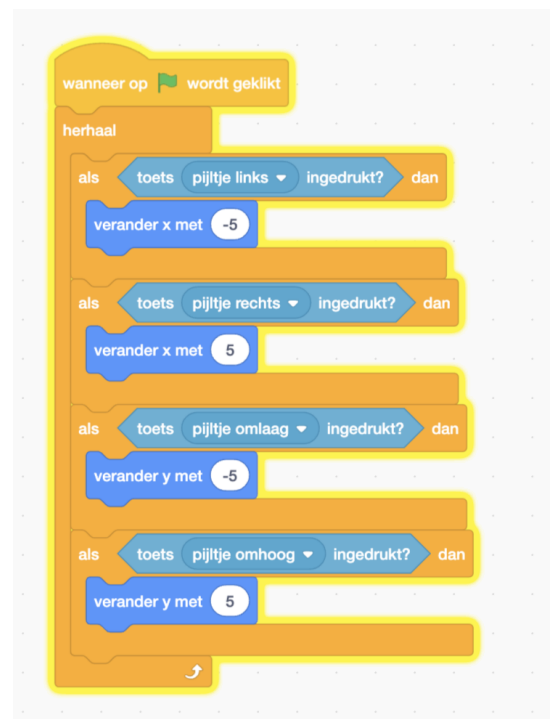 wanneer op wordt geklikt
herhaal
als toets pijltje links ingedrukt? dan
verander x met -5
als toets pijltje rechts ingedrukt? dan
verander x met 5
als toets pijltje omlaag ingedrukt? dan
verander y met -5
als toets pijltje omhoog ingedrukt? dan
verander y met 5